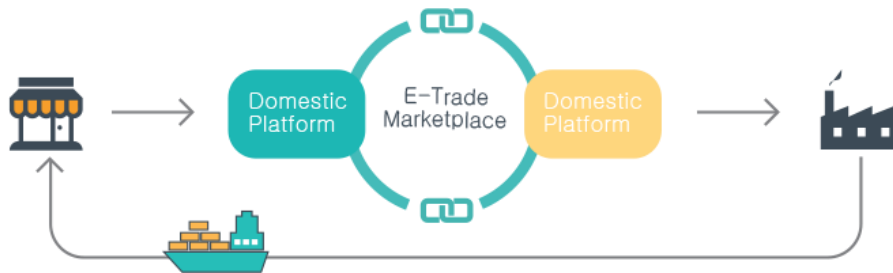 Domestic
Platform
E-Trade
Marketplace
Domestic
Platform